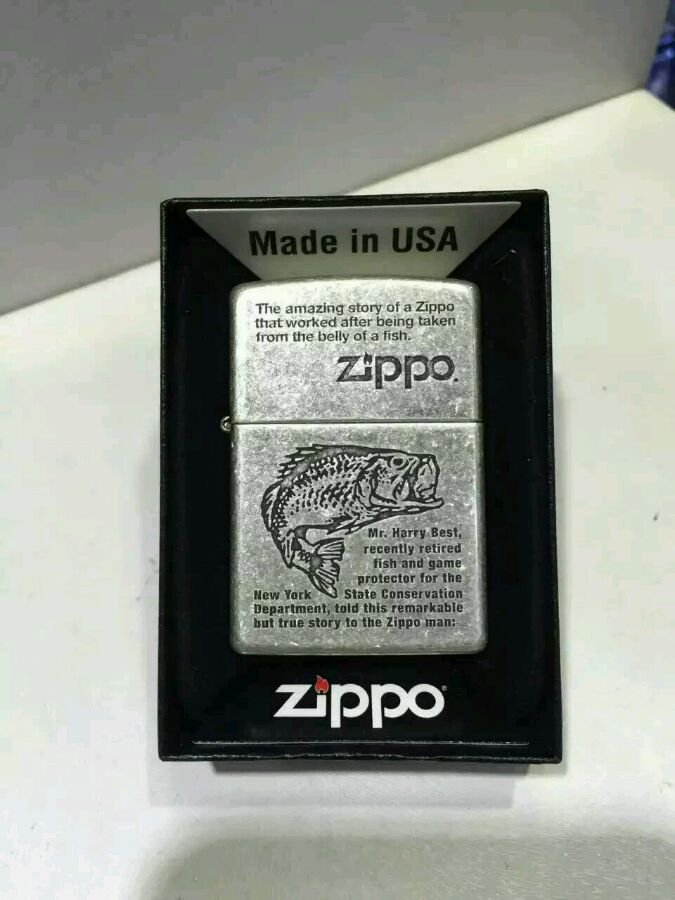 Made in USA
The amazing story of a Zippo
that worked after being taken
from the belly of a fish.
zippo.
Mr. Harry Best,
recently retired
fish and game
protector for the
New York State Conservation
Department, told this remarkable
but true story to the Zippo man:
zippo®